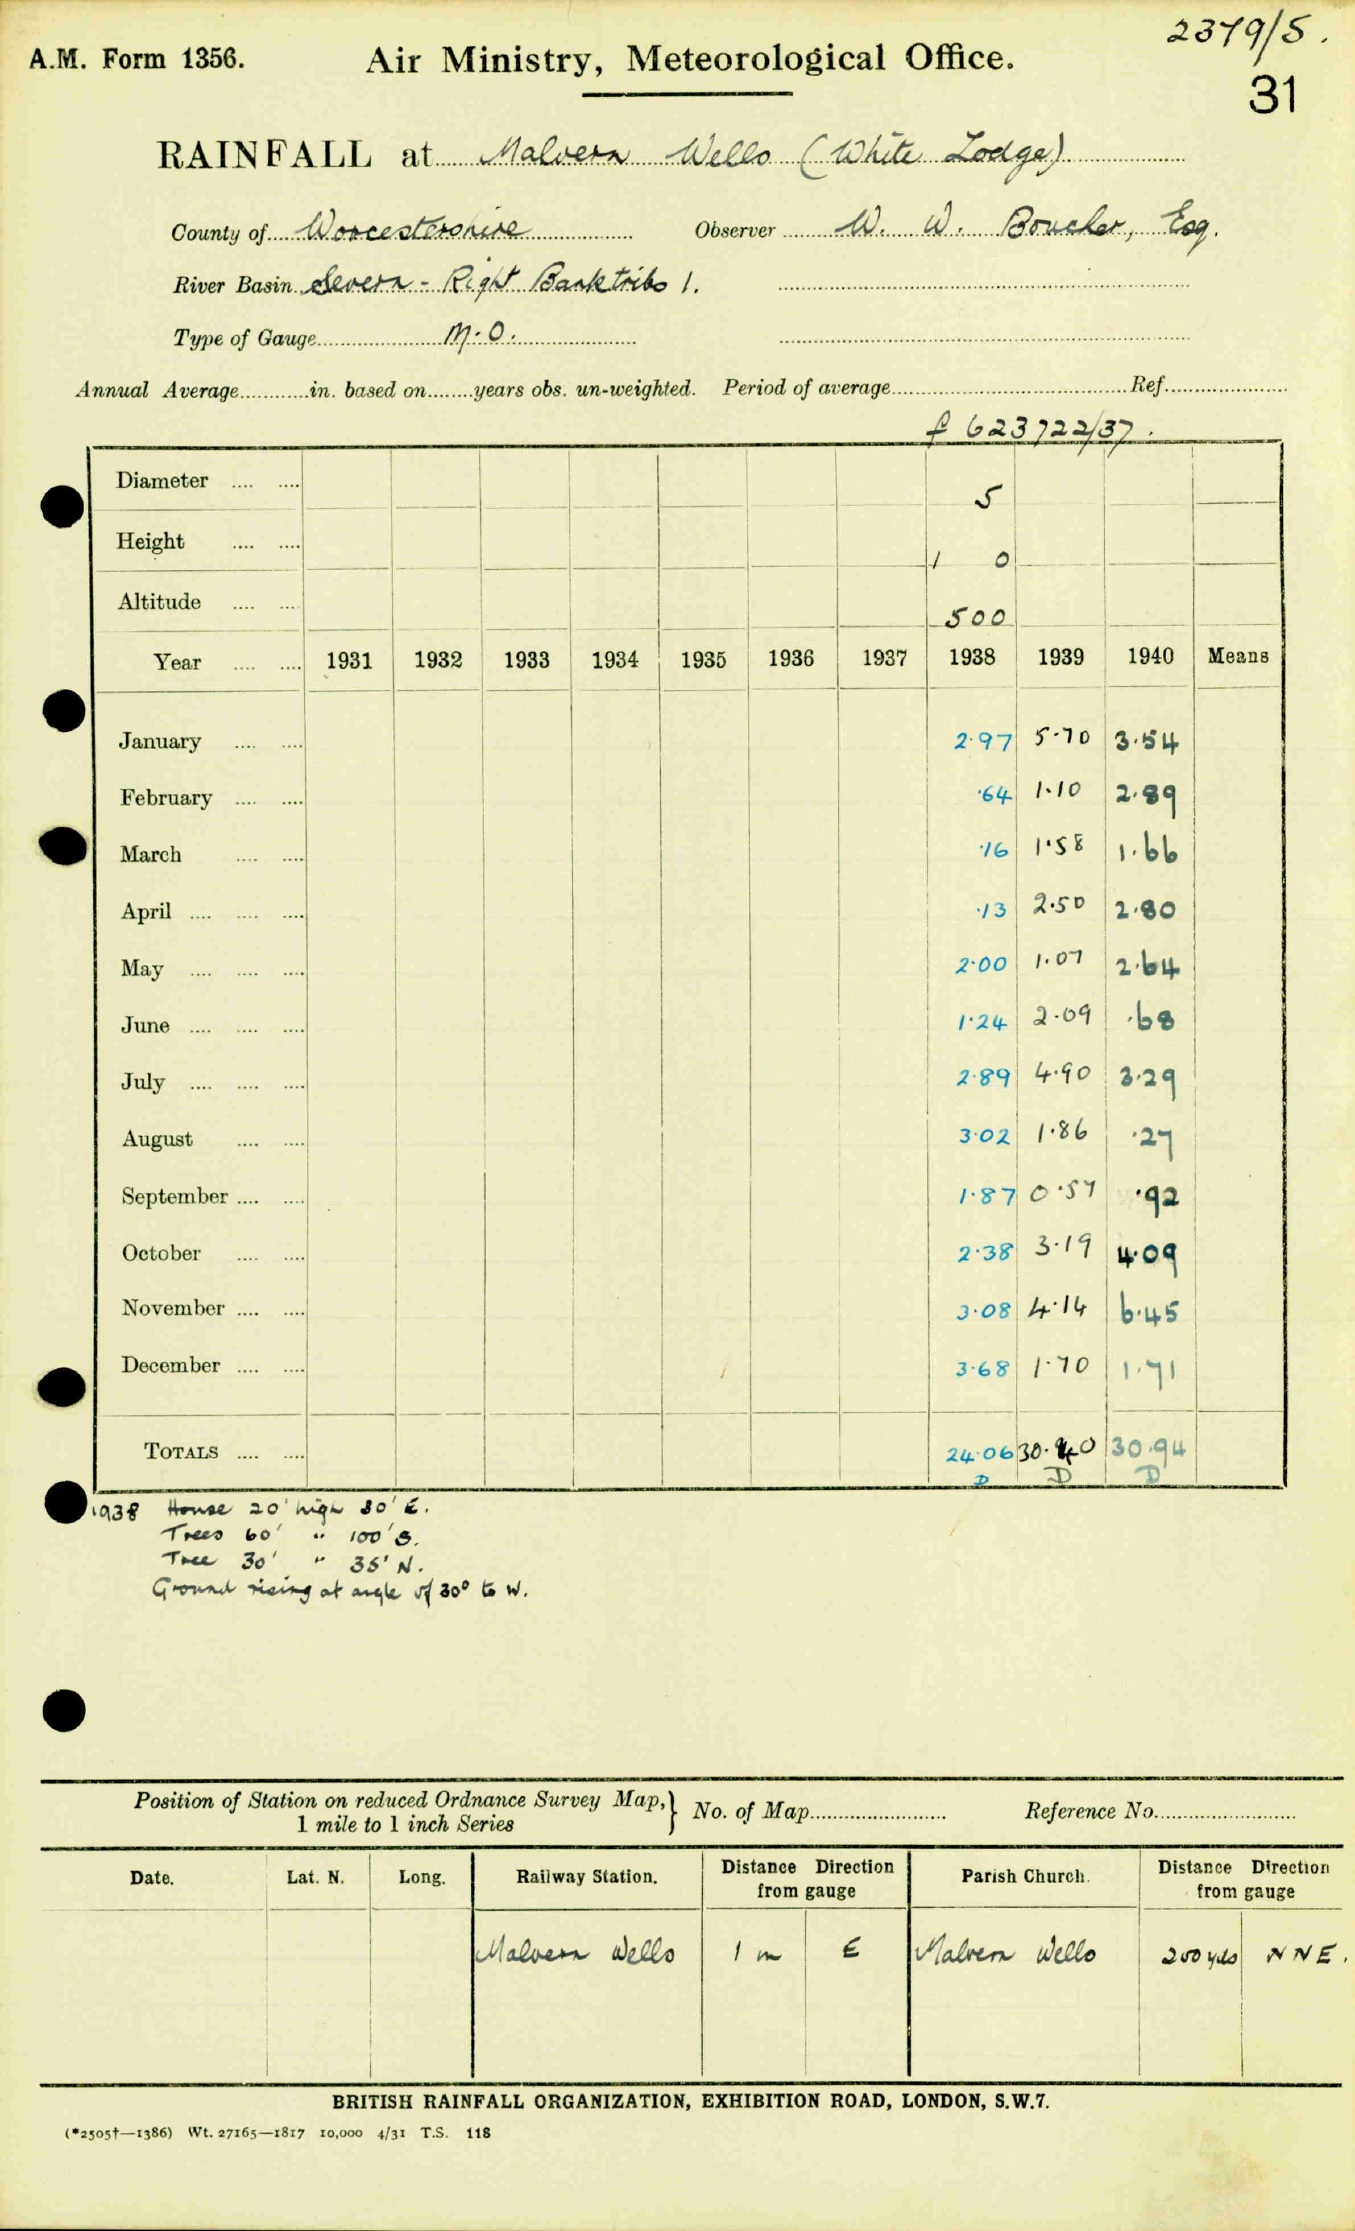 2379/5.
A.M. Form 1356. Air Ministry, Meteorological Office.
31
RAINFALL at Malvern Wells (White Lodge)
County of Worcestershire Observer W. W. Boucher, Esq.
River Basin Severn - Right Bank tribs 1.
Type of Gauge M.O.
Annual Average in. based on years obs. un-weighted. Period of average Ref.
f 623722/37.
Diameter 5
Height 1 0
Altitude 500
Year 1931 1932 1933 1934 1935 1936 1937 1938 1939 1940 Means
January 2.97 5.70 3.54
February .64 1.10 2.89
March .16 1.58 1.66
April .13 2.50 2.80
May 2.00 1.07 2.64
June 1.24 2.09 .68
July 2.89 4.90 3.29
August 3.02 1.86 .27
September 1.87 0.57 .92
October 2.38 3.19 4.09
November 3.08 4.14 6.45
December 3.68 1.70 1.71
TOTALS 24.06 30.40 30.94
D D D
1938 House 20' high 30' E.
Trees 60' " 100' S.
Tree 30' " 35' N.
Ground rising at angle of 30° to W.
Position of Station on reduced Ordnance Survey Map,} No. of Map Reference No.
1 mile to 1 inch Series
Date. Lat. N. Long. Railway Station. Distance Direction from gauge Parish Church. Distance Direction from gauge
Malvern Wells 1 m E Malvern Wells 200 yds NNE.
BRITISH RAINFALL ORGANIZATION, EXHIBITION ROAD, LONDON, S.W.7.
(*2505†—1386) Wt. 27165—1817 10,000 4/31 T.S. 118